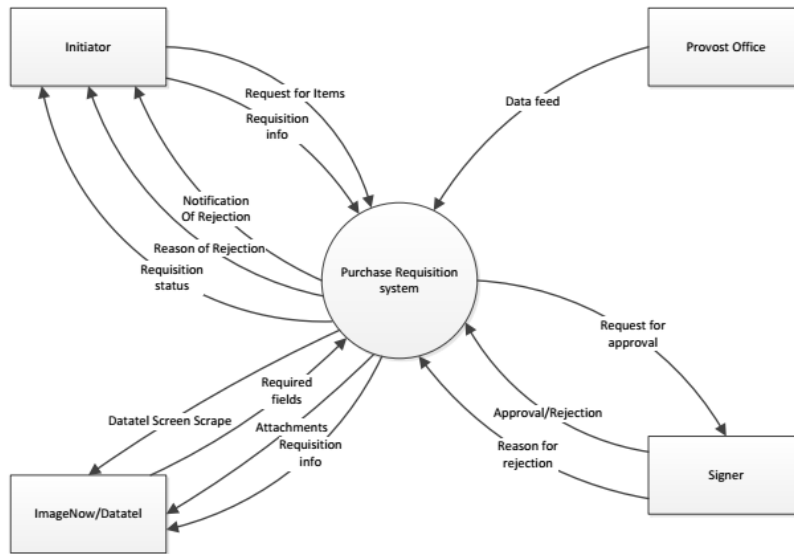 Initiator
Provost Office
Request for Items
Requisition
info
Data feed
Notification
Of Rejection
Reason of Rejection
Requisition
status
Purchase Requisition
system
Request for
approval
Required
fields
Datatel Screen Scrape
Attachments
Requisition
info
Approval/Rejection
Reason for
rejection
ImageNow/Datatel
Signer